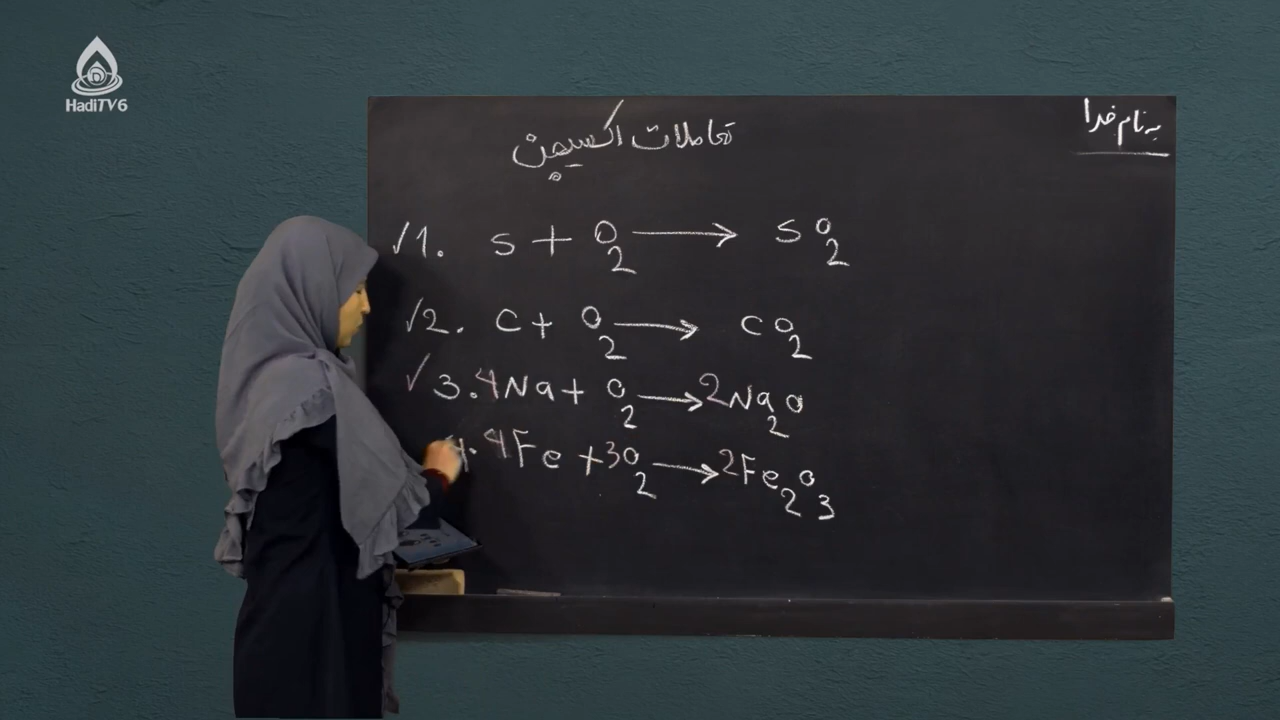 HadiTV6
به نام خدا
تعاملات اکسیجن
√1. S + O2 → SO2
√2. C + O2 → CO2
√3. 4Na + O2 → 2Na2O
4. 4Fe + 3O2 → 2Fe2O3